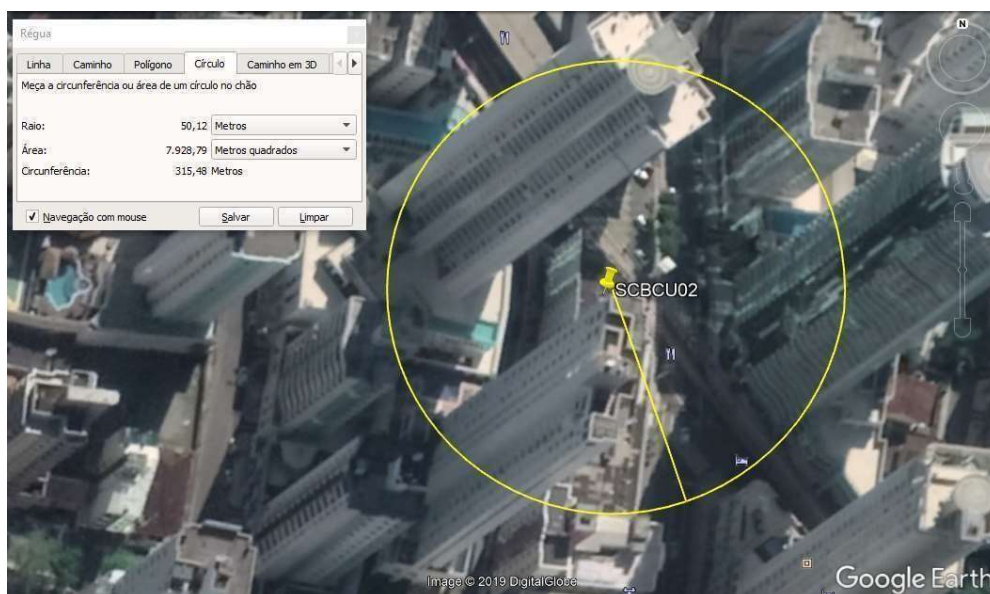 Régua
Linha Caminho Polígono Círculo Caminho em 3D
Meça a circunferência ou área de um círculo no chão
Raio: 50,12 Metros
Área: 7.928,79 Metros quadrados
Circunferência: 315,48 Metros
Navegação com mouse Salvar Limpar
N
SCBCU02
Image © 2019 DigitalGlobe
Google Earth